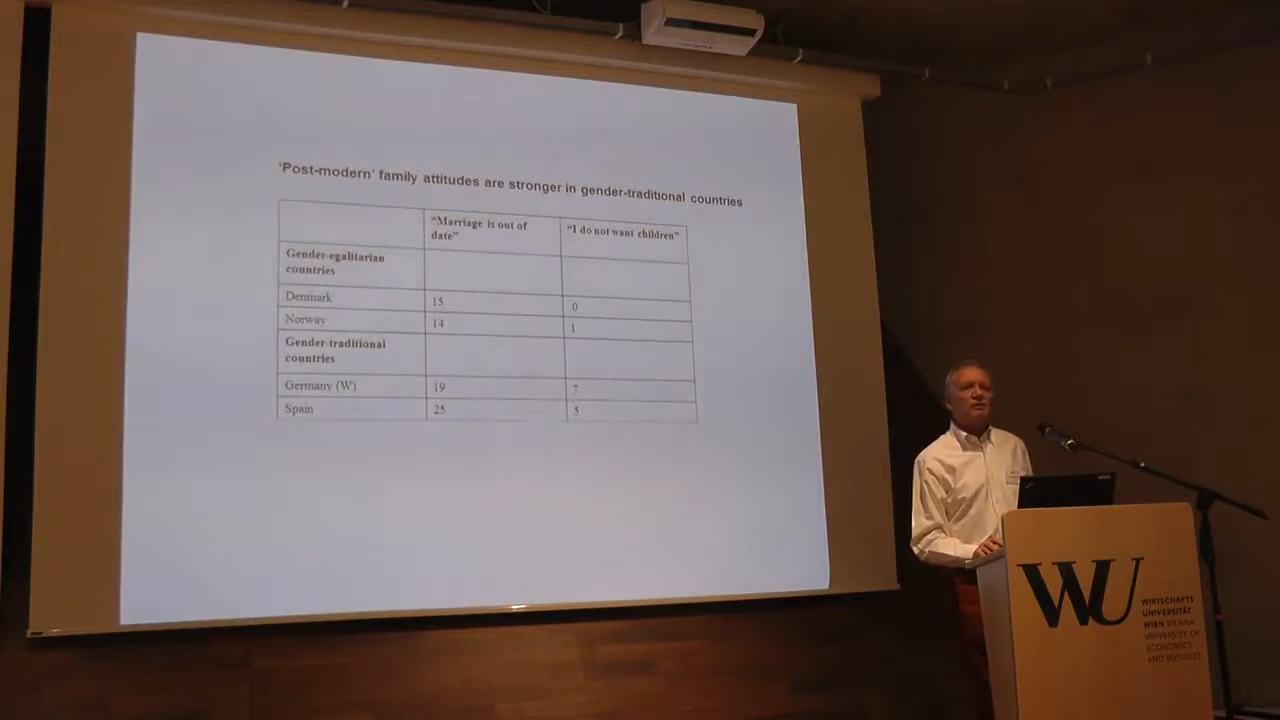 'Post-modern' family attitudes are stronger in gender-traditional countries
"Marriage is out of
date"
"I do not want children"
Gender-egalitarian
countries
Denmark
15
0
Norway
14
1
Gender-traditional
countries
Germany (W)
19
7
Spain
25
5
WU
WIRTSCHAFTS
UNIVERSITÄT
WIEN VIENNA
UNIVERSITY OF
ECONOMICS
AND BUSINESS